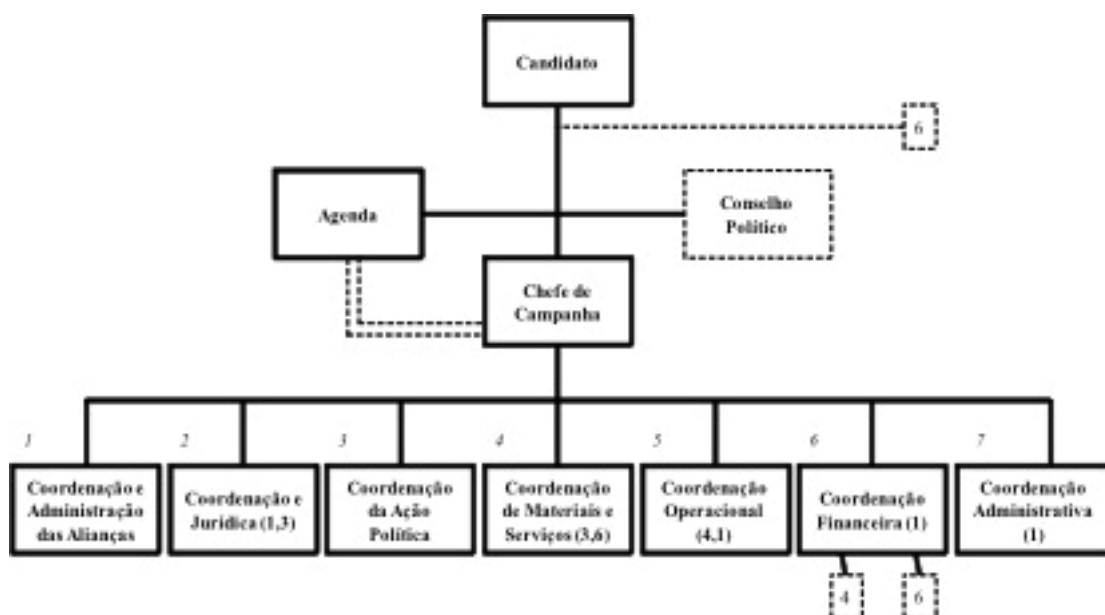 Candidato
6
Agenda
Conselho
Político
Chefe de
Campanha
1
2
3
4
5
6
7
Coordenação e
Administração
das Alianças
Coordenação e
Jurídica (1,3)
Coordenação
da Ação
Política
Coordenação
de Materiais e
Serviços (3,6)
Coordenação
Operacional
(4,1)
Coordenação
Financeira (1)
Coordenação
Administrativa
(1)
4
6